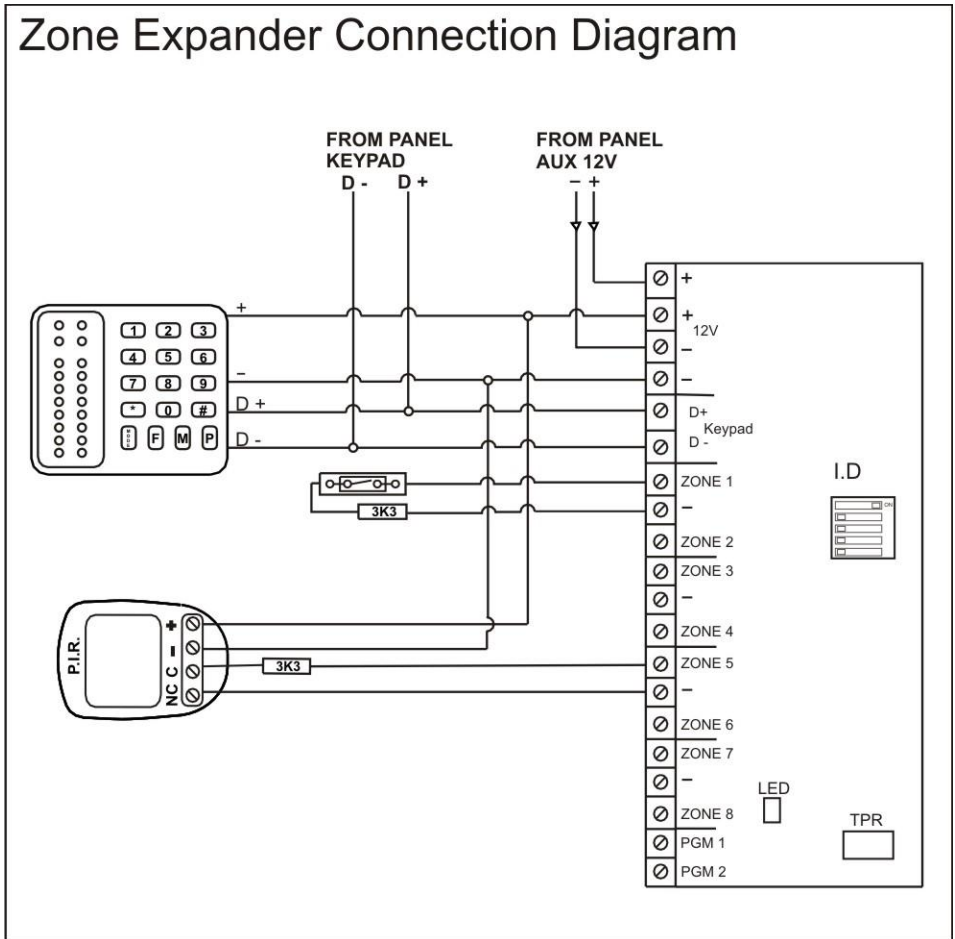 Zone Expander Connection Diagram
FROM PANEL
KEYPAD
D - D +
FROM PANEL
AUX 12V
– +
+
–
D +
D -
1 2 3
4 5 6
7 8 9
* 0 #
MODE F M P
3K3
P.I.R.
+
–
C
NC
3K3
+
+
12V
–
–
D+
Keypad
D -
ZONE 1
–
ZONE 2
ZONE 3
–
ZONE 4
ZONE 5
–
ZONE 6
ZONE 7
–
ZONE 8
PGM 1
PGM 2
I.D
ON
LED
TPR